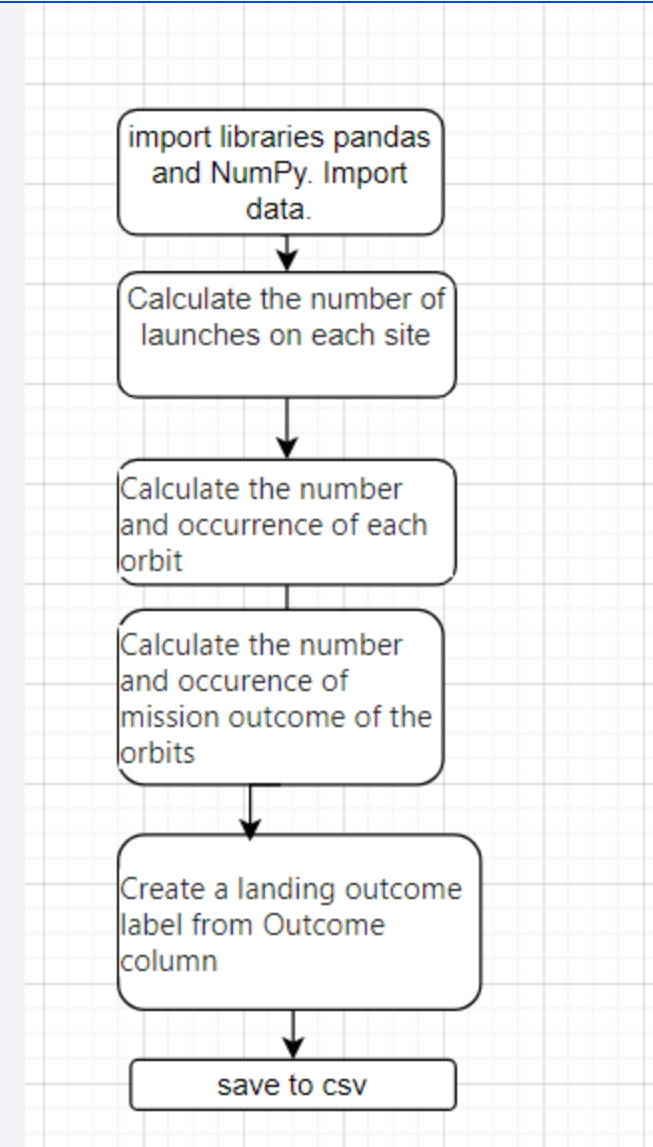 import libraries pandas
and NumPy. Import
data.
Calculate the number of
launches on each site
Calculate the number
and occurrence of each
orbit
Calculate the number
and occurence of
mission outcome of the
orbits
Create a landing outcome
label from Outcome
column
save to csv